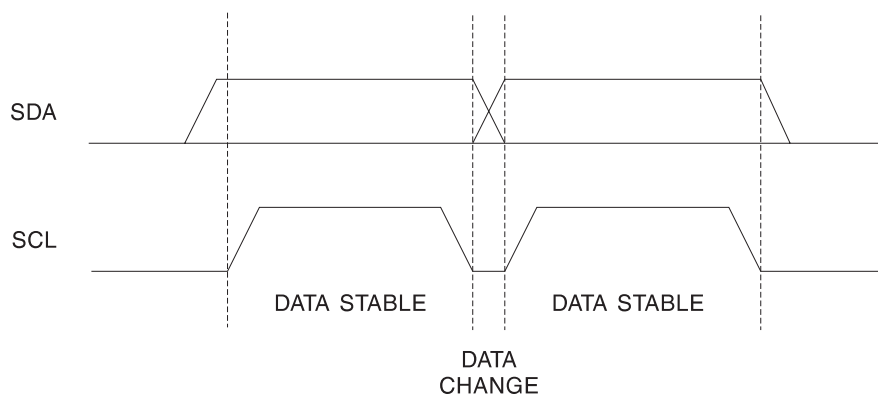 SDA
SCL
DATA STABLE
DATA STABLE
DATA
CHANGE